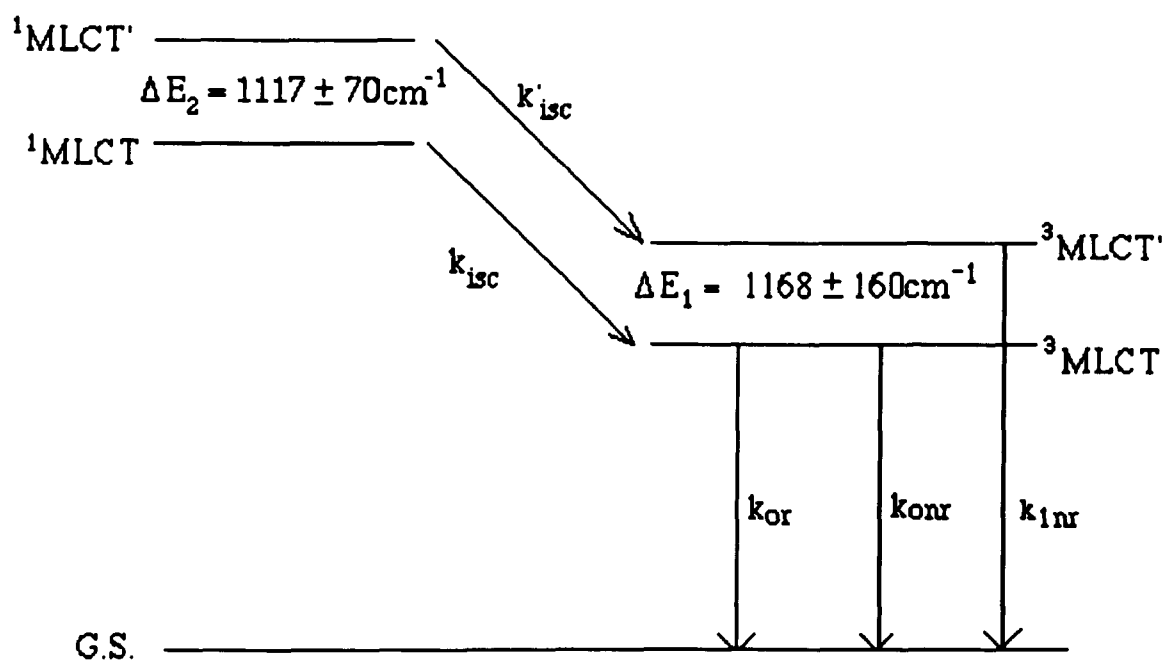 ¹MLCT'
ΔE₂ = 1117 ± 70cm⁻¹
k'isc
¹MLCT
kisc
³MLCT'
ΔE₁ = 1168 ± 160cm⁻¹
³MLCT
kor
konr
k1nr
G.S.